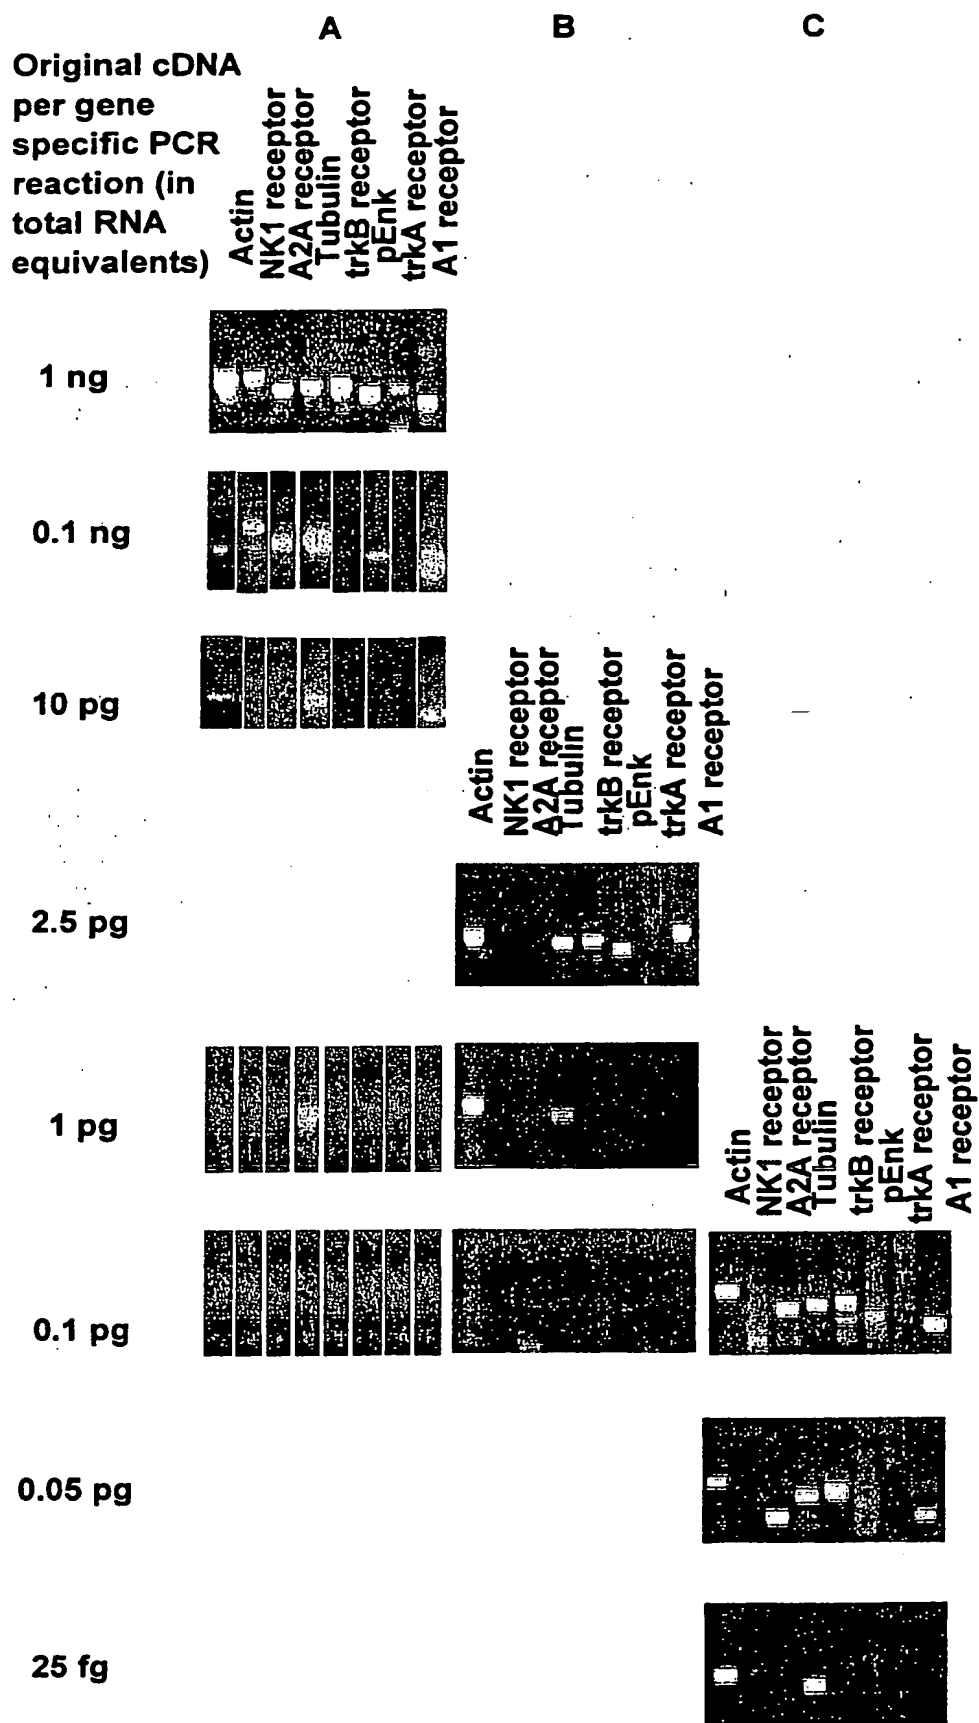 A
B
C
Original cDNA
per gene
specific PCR
reaction (in
total RNA
equivalents)
Actin
NK1 receptor
A2A receptor
Tubulin
trkB receptor
pEnk
trkA receptor
A1 receptor
1 ng
0.1 ng
10 pg
Actin
NK1 receptor
A2A receptor
Tubulin
trkB receptor
pEnk
trkA receptor
A1 receptor
2.5 pg
1 pg
Actin
NK1 receptor
A2A receptor
Tubulin
trkB receptor
pEnk
trkA receptor
A1 receptor
0.1 pg
0.05 pg
25 fg